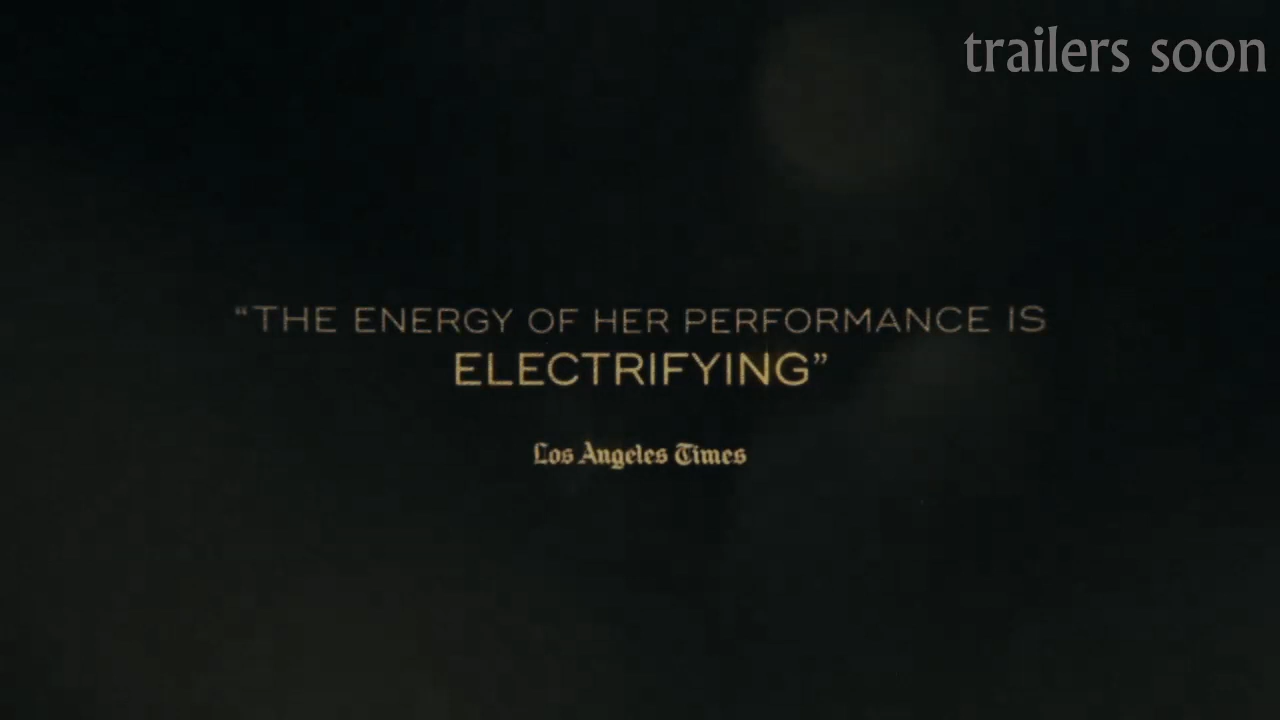 trailers soon
“THE ENERGY OF HER PERFORMANCE IS
ELECTRIFYING”
Los Angeles Times